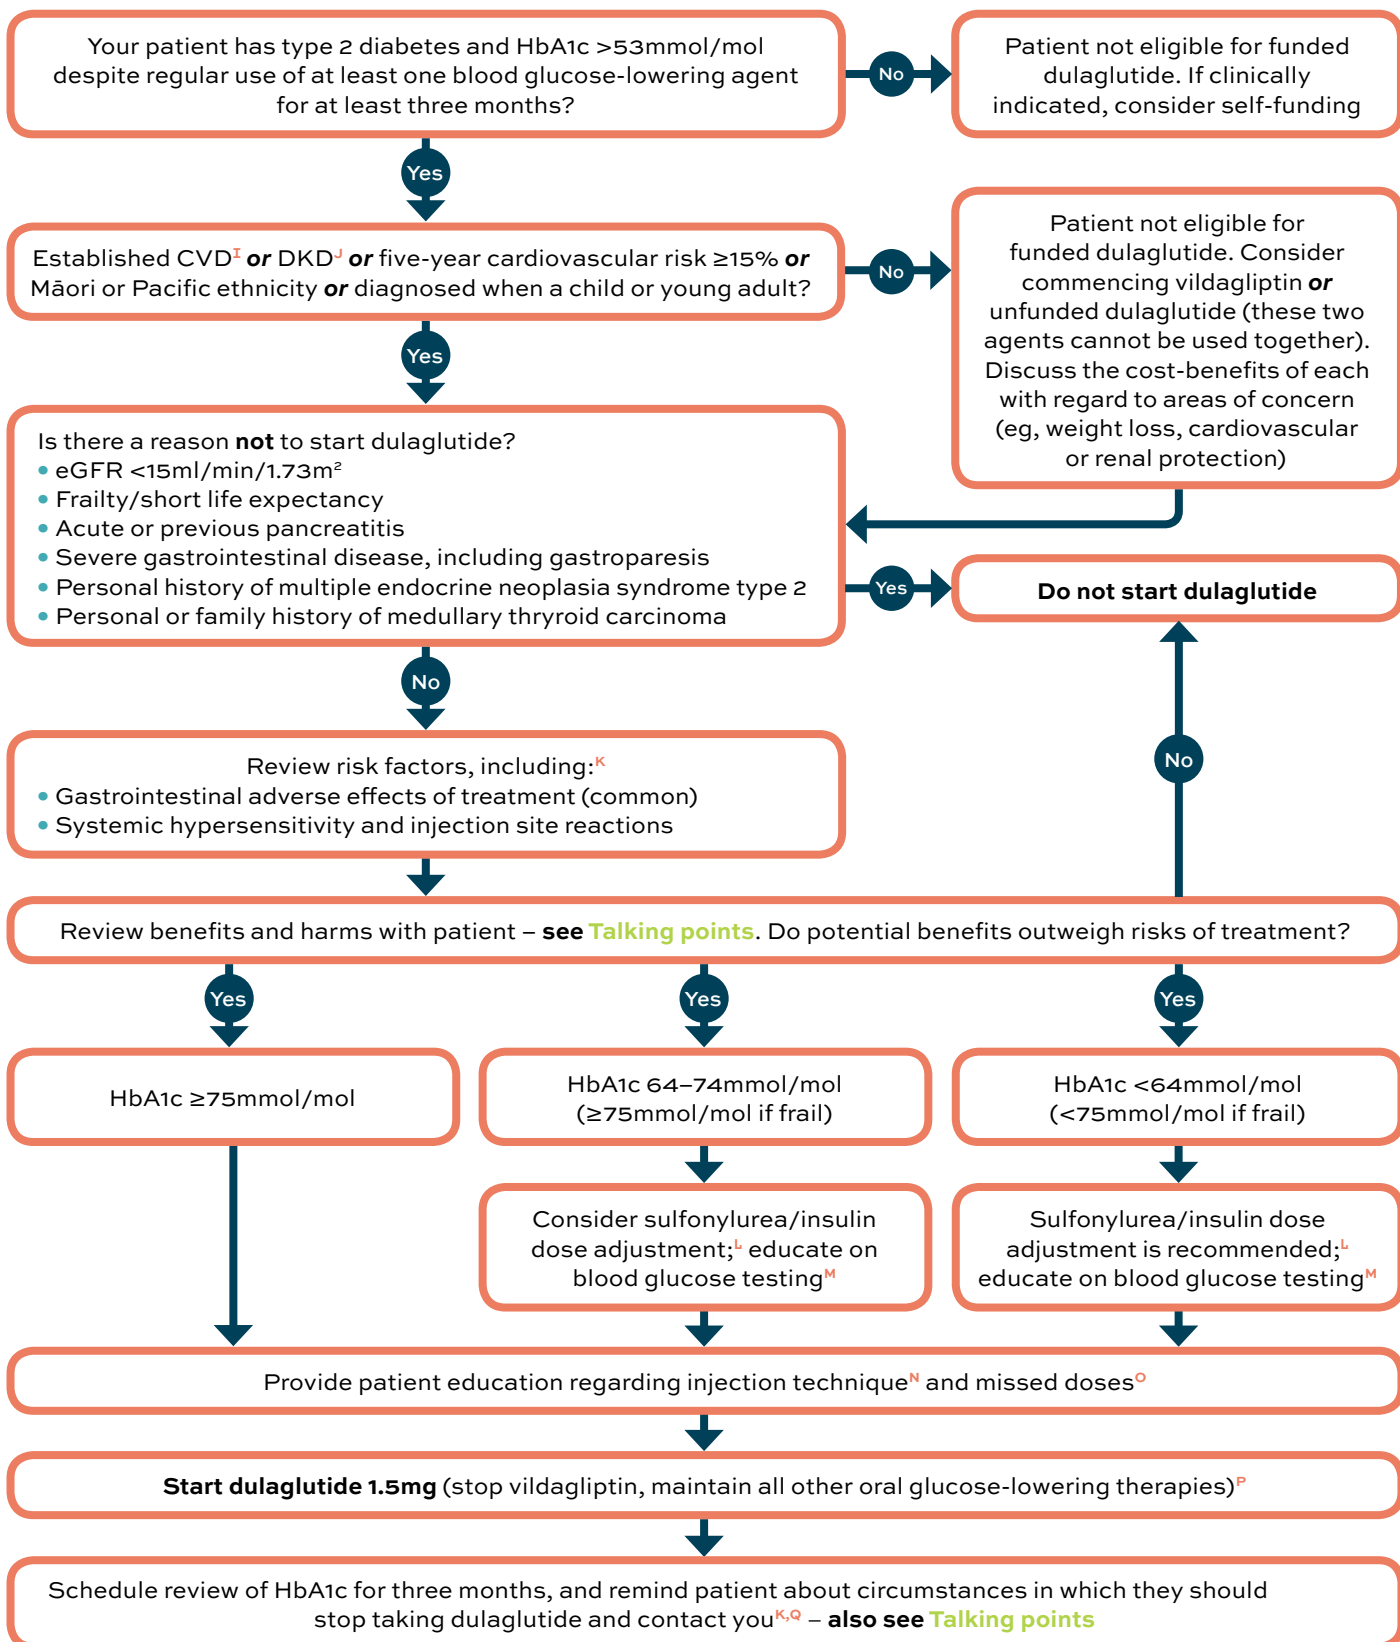 Your patient has type 2 diabetes and HbA1c >53mmol/mol
despite regular use of at least one blood glucose-lowering agent
for at least three months?
No
Patient not eligible for funded
dulaglutide. If clinically
indicated, consider self-funding
Yes
Established CVDᴵ or DKDᴶ or five-year cardiovascular risk ≥15% or
Māori or Pacific ethnicity or diagnosed when a child or young adult?
No
Patient not eligible for
funded dulaglutide. Consider
commencing vildagliptin or
unfunded dulaglutide (these two
agents cannot be used together).
Discuss the cost-benefits of each
with regard to areas of concern
(eg, weight loss, cardiovascular
or renal protection)
Yes
Is there a reason not to start dulaglutide?
• eGFR <15ml/min/1.73m²
• Frailty/short life expectancy
• Acute or previous pancreatitis
• Severe gastrointestinal disease, including gastroparesis
• Personal history of multiple endocrine neoplasia syndrome type 2
• Personal or family history of medullary thryroid carcinoma
Yes
Do not start dulaglutide
No
Review risk factors, including:ᴷ
• Gastrointestinal adverse effects of treatment (common)
• Systemic hypersensitivity and injection site reactions
No
Review benefits and harms with patient – see Talking points. Do potential benefits outweigh risks of treatment?
Yes
Yes
Yes
HbA1c ≥75mmol/mol
HbA1c 64–74mmol/mol
(≥75mmol/mol if frail)
HbA1c <64mmol/mol
(<75mmol/mol if frail)
Consider sulfonylurea/insulin
dose adjustment;ᴸ educate on
blood glucose testingᴹ
Sulfonylurea/insulin dose
adjustment is recommended;ᴸ
educate on blood glucose testingᴹ
Provide patient education regarding injection techniqueᴺ and missed dosesᴼ
Start dulaglutide 1.5mg (stop vildagliptin, maintain all other oral glucose-lowering therapies)ᴾ
Schedule review of HbA1c for three months, and remind patient about circumstances in which they should
stop taking dulaglutide and contact youᴷ,Q – also see Talking points